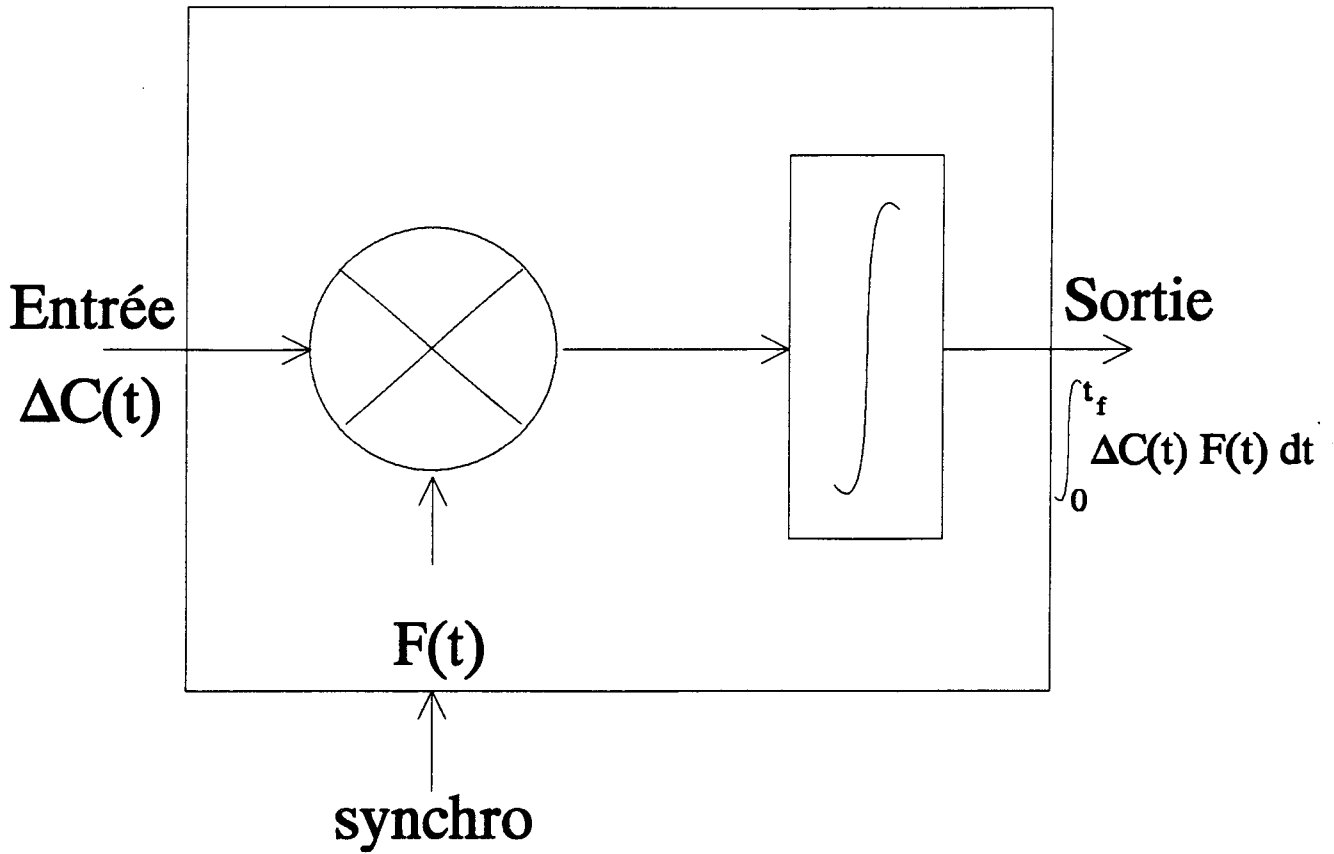 Entrée
ΔC(t)
Sortie
∫₀^{t_f} ΔC(t) F(t) dt
∫
F(t)
synchro